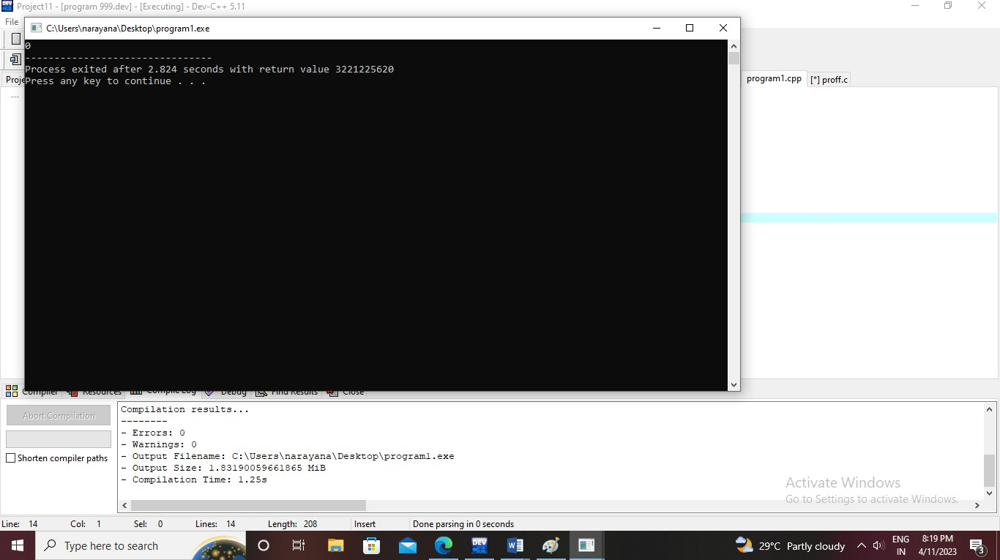 Project11 - [program 999.dev] - [Executing] - Dev-C++ 5.11
File
C:\Users\narayana\Desktop\program1.exe
0
--------------------------------
Process exited after 2.824 seconds with return value 3221225620
Press any key to continue . . .
Proje
program1.cpp [*] proff.c
Compiler Resources Compile Log Debug Find Results Close
Abort Compilation
Shorten compiler paths
Compilation results...
--------
- Errors: 0
- Warnings: 0
- Output Filename: C:\Users\narayana\Desktop\program1.exe
- Output Size: 1.83190059661865 MiB
- Compilation Time: 1.25s
Activate Windows
Go to Settings to activate Windows.
Line: 14 Col: 1 Sel: 0 Lines: 14 Length: 208 Insert Done parsing in 0 seconds
Type here to search
DEV
29°C Partly cloudy
ENG
IN
8:19 PM
4/11/2023
3